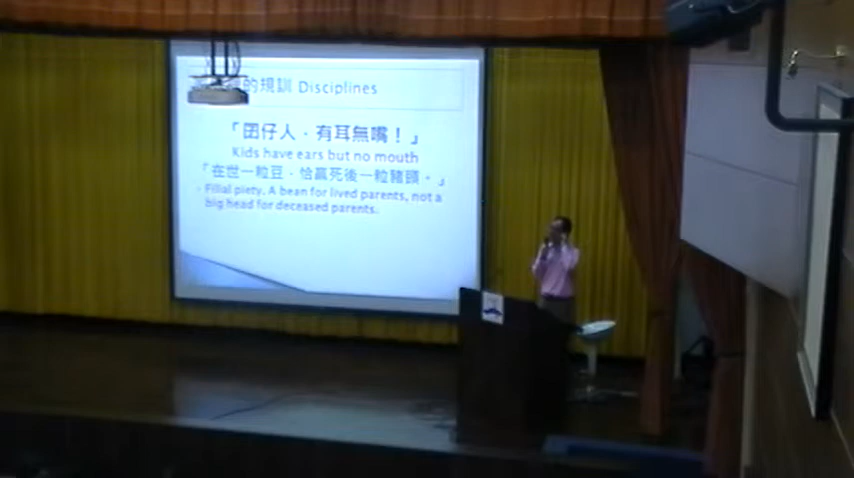 的規訓 Disciplines
「囝仔人，有耳無嘴！」
Kids have ears but no mouth
「在世一粒豆，恰贏死後一粒豬頭。」
Filial piety. A bean for lived parents, not a
big head for deceased parents.